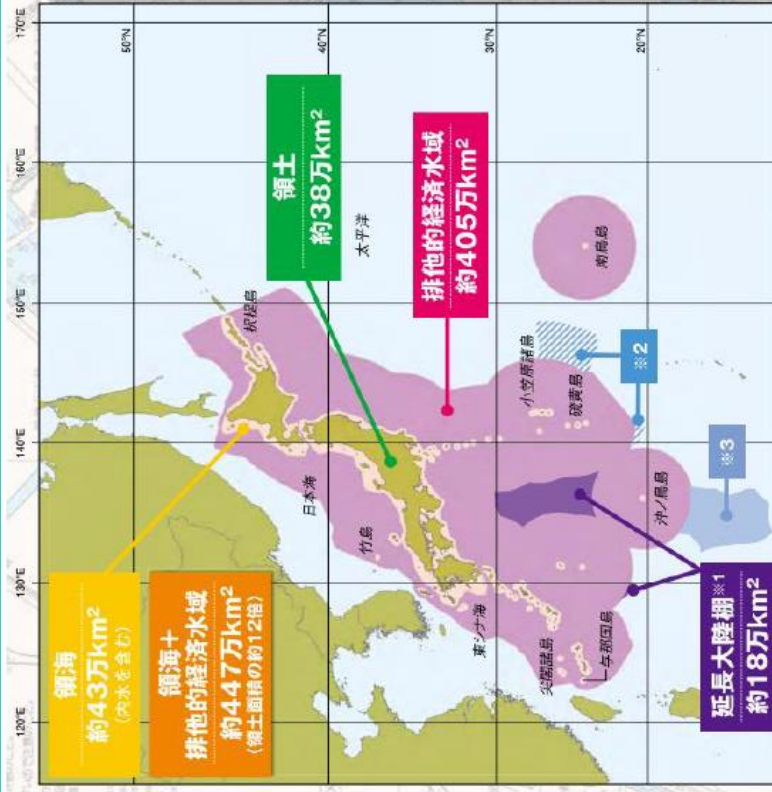 領海
約43万km²
(内水を含む)
領海+
排他的経済水域
約447万km²
(領土面積の約12倍)
領土
約38万km²
排他的経済水域
約405万km²
延長大陸棚※1
約18万km²
※2
※3
択捉島
太平洋
日本海
竹島
東シナ海
尖閣諸島
与那国島
小笠原諸島
硫黄島
沖ノ鳥島
南鳥島
120°E
130°E
140°E
150°E
160°E
170°E
50°N
40°N
30°N
20°N